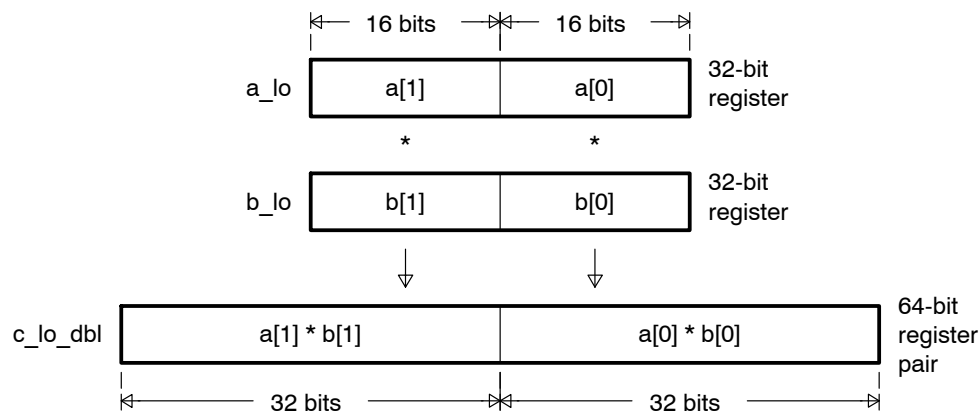 16 bits 16 bits
a_lo a[1] a[0] 32-bit
register
* *
b_lo b[1] b[0] 32-bit
register
c_lo_dbl a[1] * b[1] a[0] * b[0] 64-bit
register
pair
32 bits 32 bits